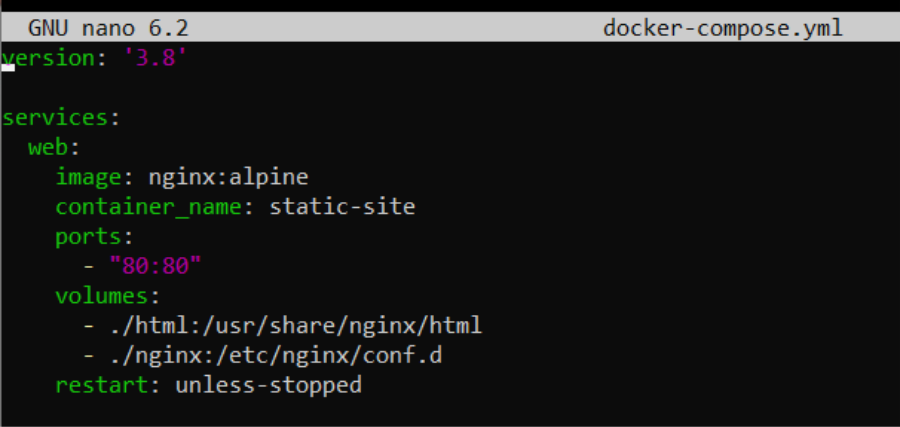 GNU nano 6.2 docker-compose.yml
version: '3.8'
services:
  web:
    image: nginx:alpine
    container_name: static-site
    ports:
      - "80:80"
    volumes:
      - ./html:/usr/share/nginx/html
      - ./nginx:/etc/nginx/conf.d
    restart: unless-stopped